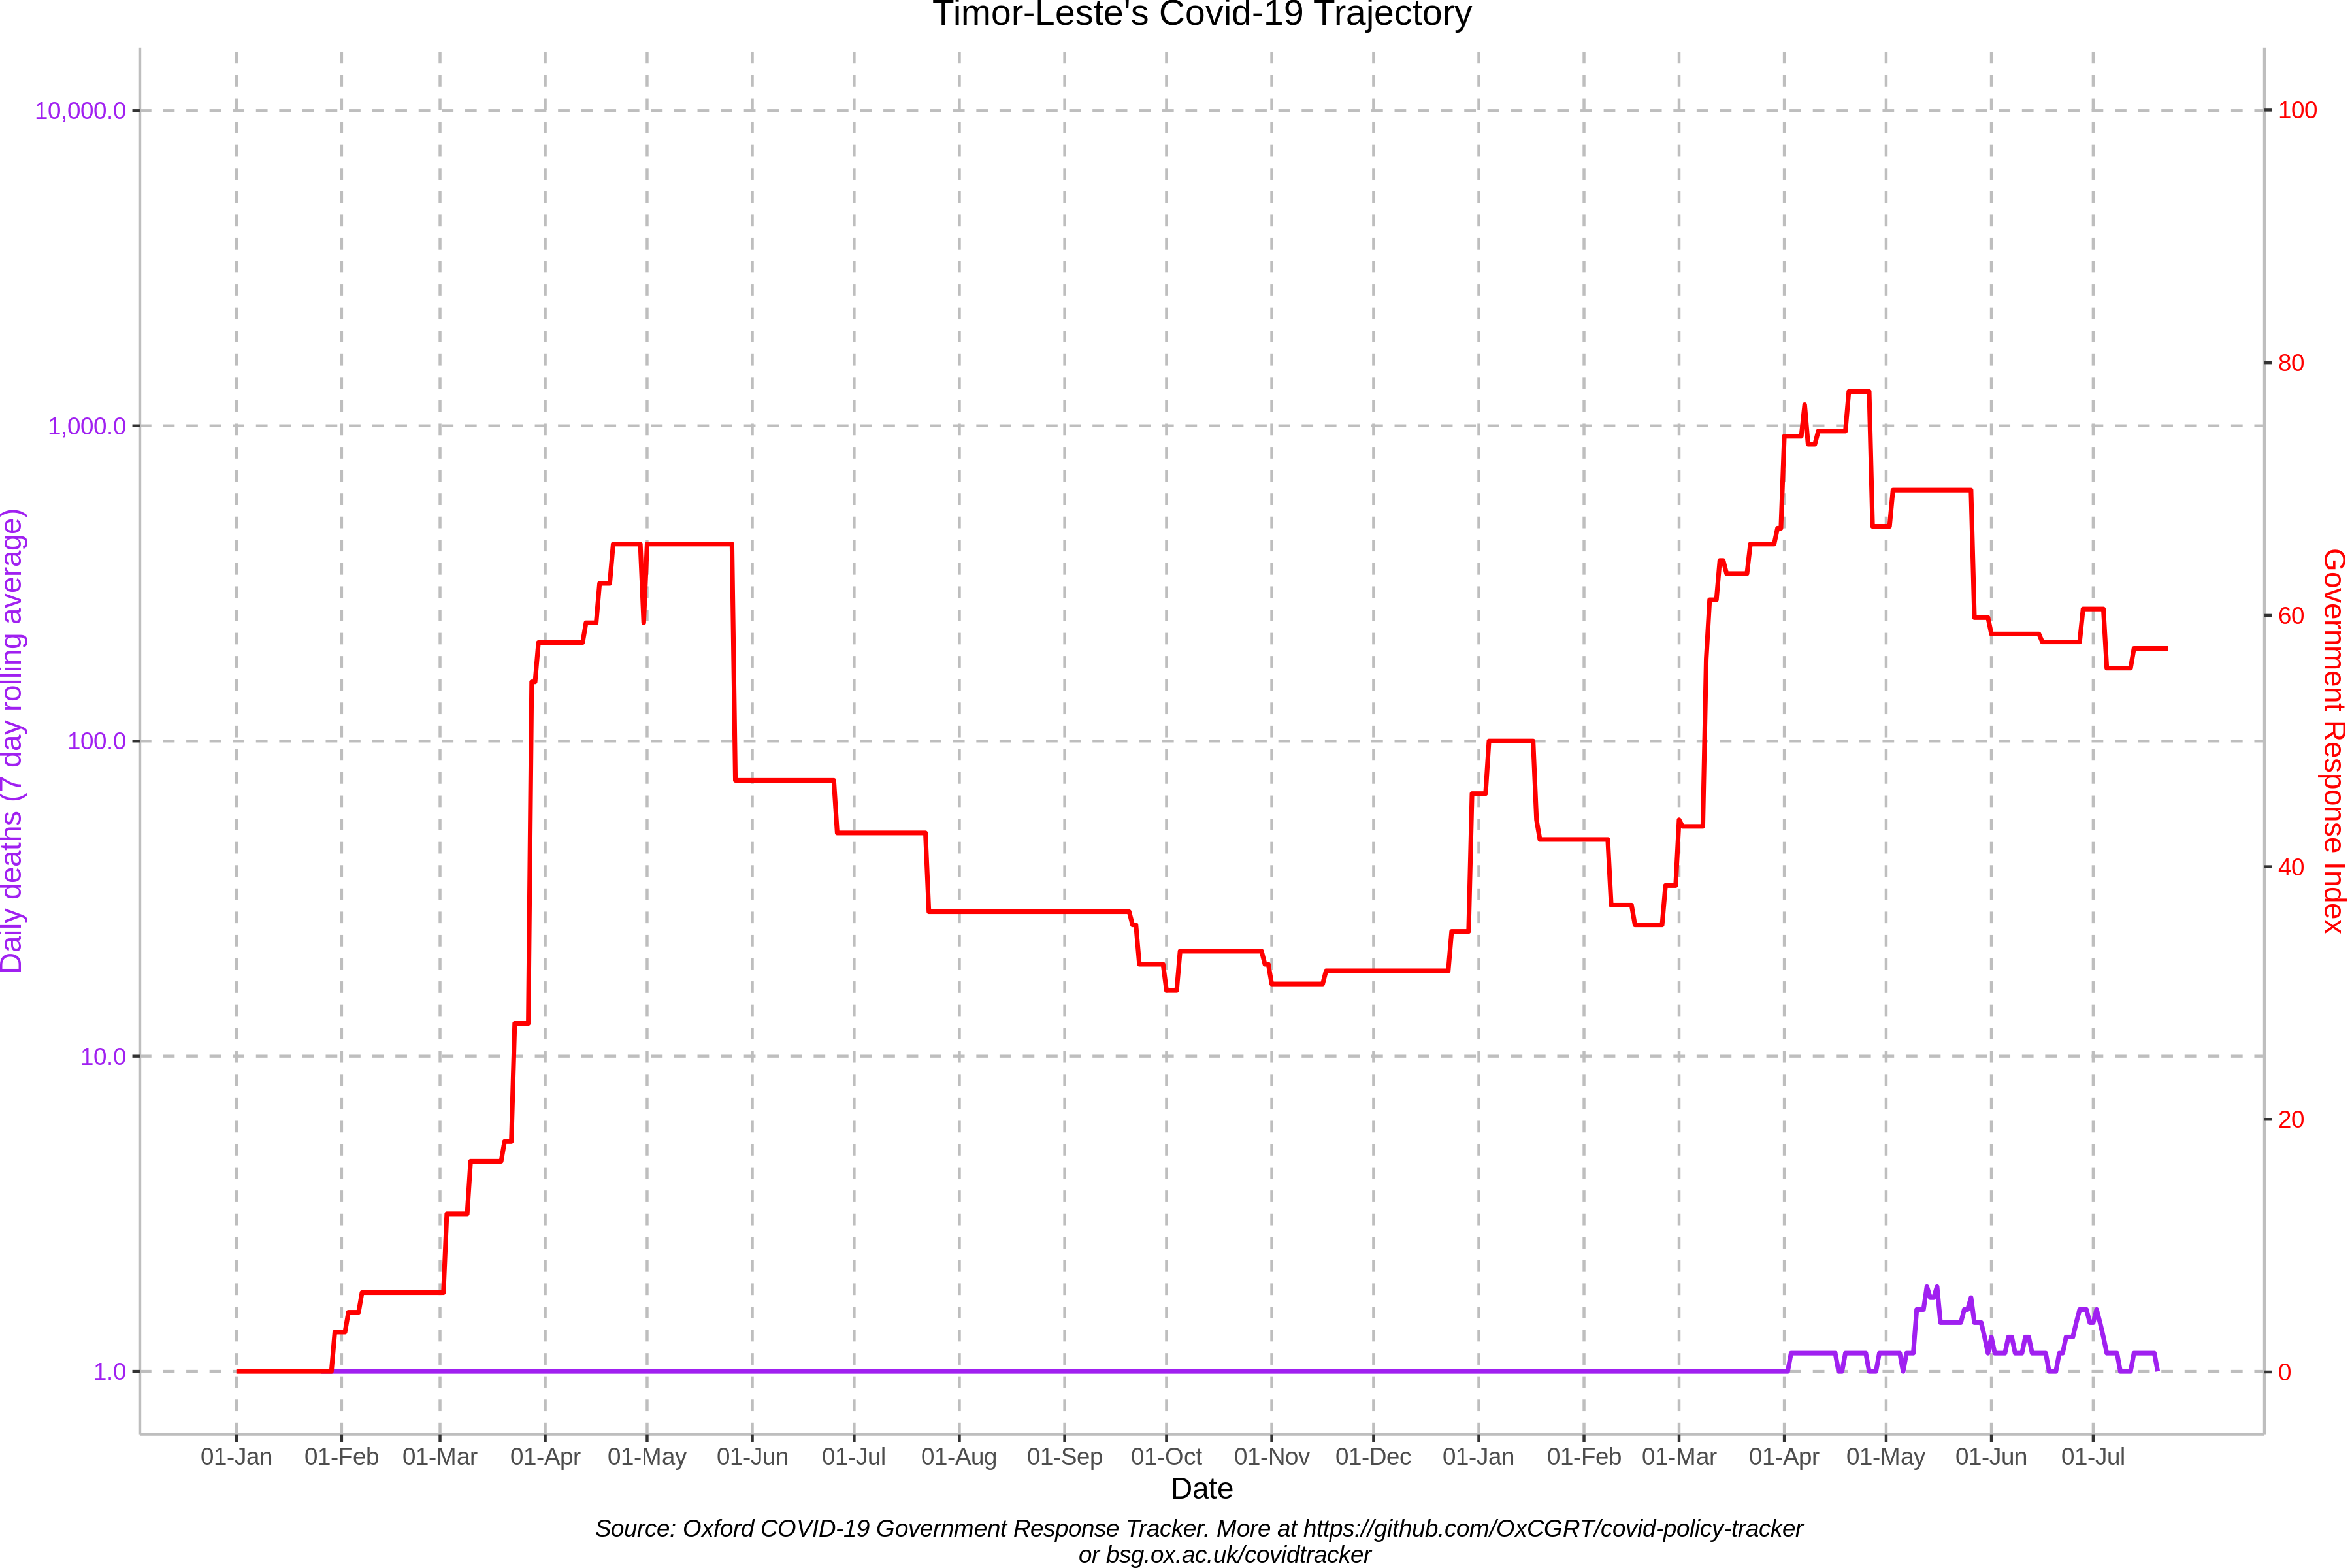 Timor-Leste's Covid-19 Trajectory
Daily deaths (7 day rolling average)
10,000.0
1,000.0
100.0
10.0
1.0
100
80
60
40
20
0
Government Response Index
01-Jan 01-Feb 01-Mar 01-Apr 01-May 01-Jun 01-Jul 01-Aug 01-Sep 01-Oct 01-Nov 01-Dec 01-Jan 01-Feb 01-Mar 01-Apr 01-May 01-Jun 01-Jul
Date
Source: Oxford COVID-19 Government Response Tracker. More at https://github.com/OxCGRT/covid-policy-tracker
or bsg.ox.ac.uk/covidtracker